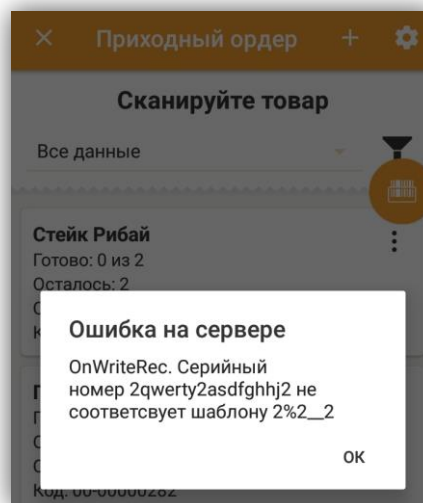 Приходный ордер
Сканируйте товар
Все данные
Стейк Рибай
Готово: 0 из 2
Осталось: 2
Ошибка на сервере
OnWriteRec. Серийный
номер 2qwerty2asdfghhj2 не
соответсвует шаблону 2%2__2
ОК
Код: 00-00000282